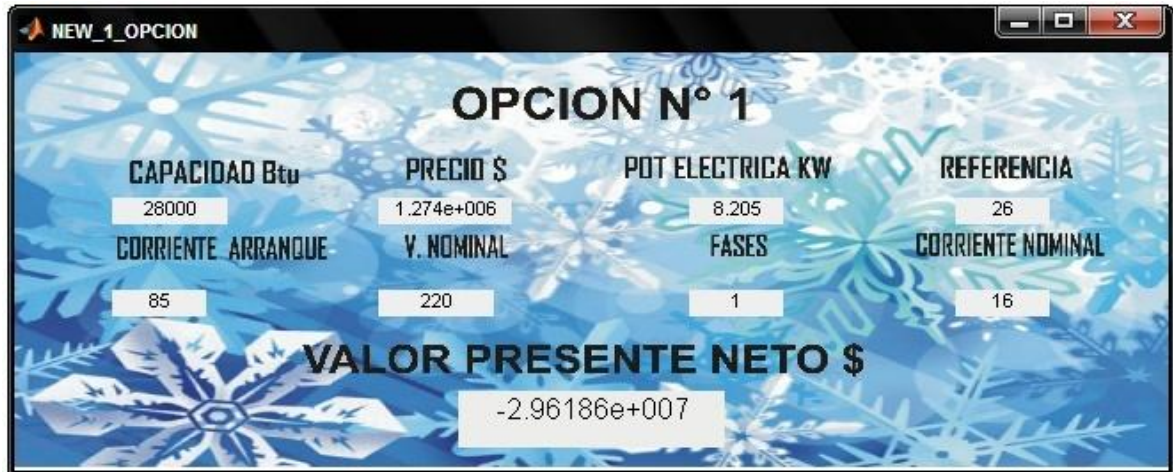 NEW_1_OPCION
OPCION N° 1
CAPACIDAD Btu PRECIO $ POT ELECTRICA KW REFERENCIA
28000 1.274e+006 8.205 26
CORRIENTE ARRANQUE V. NOMINAL FASES CORRIENTE NOMINAL
85 220 1 16
VALOR PRESENTE NETO $
-2.96186e+007